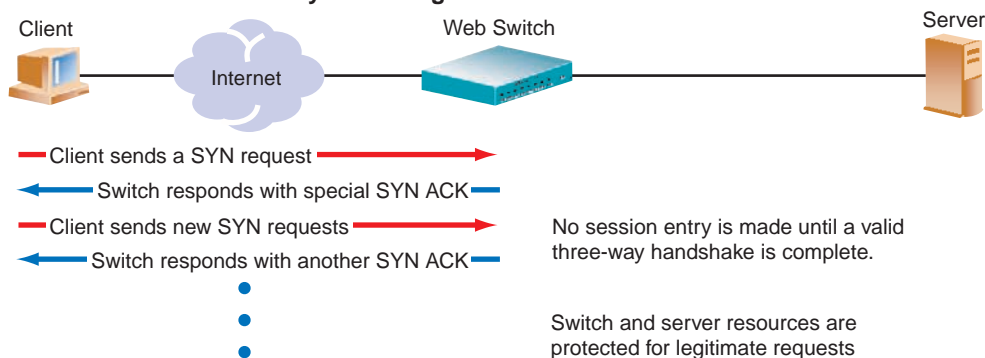 Client
Internet
Web Switch
Server
Client sends a SYN request
Switch responds with special SYN ACK
Client sends new SYN requests
Switch responds with another SYN ACK
No session entry is made until a valid
three-way handshake is complete.
Switch and server resources are
protected for legitimate requests